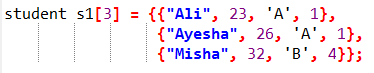 student s1[3] = {{"Ali", 23, 'A', 1},
{"Ayesha", 26, 'A', 1},
{"Misha", 32, 'B', 4}};